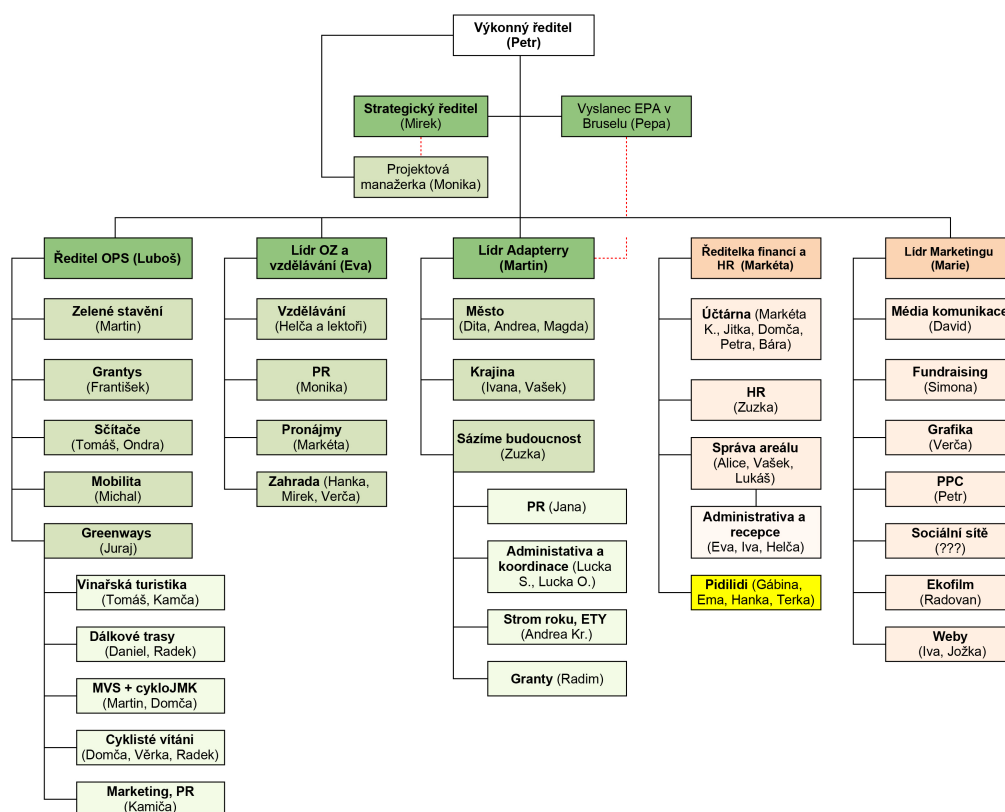 Výkonný ředitel
(Petr)
Strategický ředitel
(Mirek)
Vyslanec EPA v
Bruselu (Pepa)
Projektová
manažerka (Monika)
Ředitel OPS (Luboš)
Lídr OZ a
vzdělávání (Eva)
Lídr Adapterry
(Martin)
Ředitelka financí a
HR (Markéta)
Lídr Marketingu
(Marie)
Zelené stavění
(Martin)
Grantys
(František)
Sčítače
(Tomáš, Ondra)
Mobilita
(Michal)
Greenways
(Juraj)
Vinařská turistika
(Tomáš, Kamča)
Dálkové trasy
(Daniel, Radek)
MVS + cykloJMK
(Martin, Domča)
Cyklisté vítáni
(Domča, Věrka, Radek)
Marketing, PR
(Kamiča)
Vzdělávání
(Helča a lektoři)
PR
(Monika)
Pronájmy
(Markéta)
Zahrada (Hanka,
Mirek, Verča)
Město
(Dita, Andrea, Magda)
Krajina
(Ivana, Vašek)
Sázíme budoucnost
(Zuzka)
PR (Jana)
Administativa a
koordinace (Lucka
S., Lucka O.)
Strom roku, ETY
(Andrea Kr.)
Granty (Radim)
Účtárna (Markéta
K., Jitka, Domča,
Petra, Bára)
HR
(Zuzka)
Správa areálu
(Alice, Vašek,
Lukáš)
Administrativa a
recepce
(Eva, Iva, Helča)
Pidilidi (Gábina,
Ema, Hanka, Terka)
Média komunikace
(David)
Fundraising
(Simona)
Grafika
(Verča)
PPC
(Petr)
Sociální sítě
(???)
Ekofilm
(Radovan)
Weby
(Iva, Jožka)